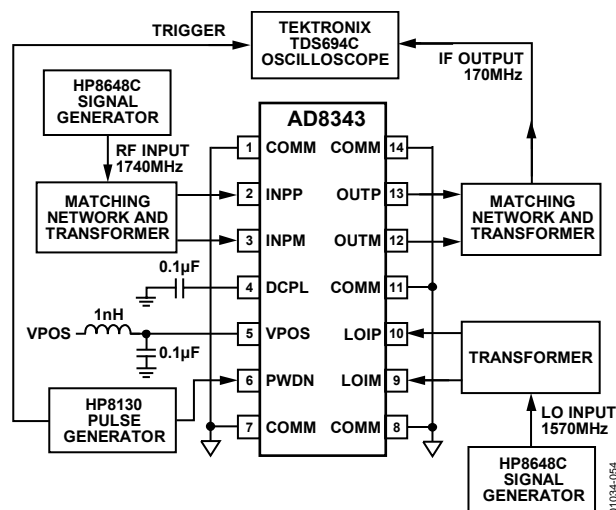 TRIGGER
TEKTRONIX
TDS694C
OSCILLOSCOPE
IF OUTPUT
170MHz
HP8648C
SIGNAL
GENERATOR
RF INPUT
1740MHz
MATCHING
NETWORK AND
TRANSFORMER
AD8343
1 COMM COMM 14
2 INPP OUTP 13
3 INPM OUTM 12
4 DCPL COMM 11
5 VPOS LOIP 10
6 PWDN LOIM 9
7 COMM COMM 8
MATCHING
NETWORK AND
TRANSFORMER
0.1µF
1nH
VPOS
0.1µF
HP8130
PULSE
GENERATOR
TRANSFORMER
LO INPUT
1570MHz
HP8648C
SIGNAL
GENERATOR
01034-054